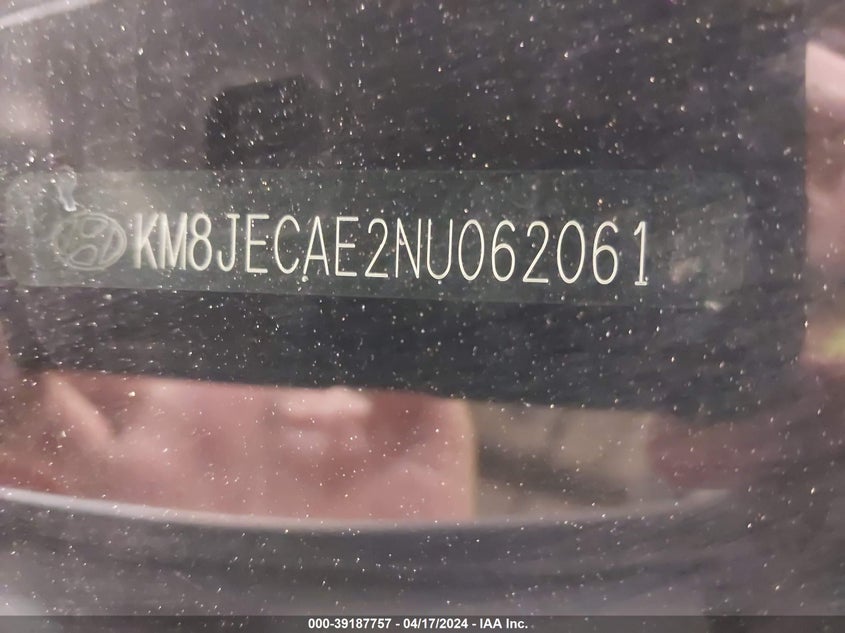 KM8JECAE2NU062061
000-39187757 - 04/17/2024 - IAA Inc.